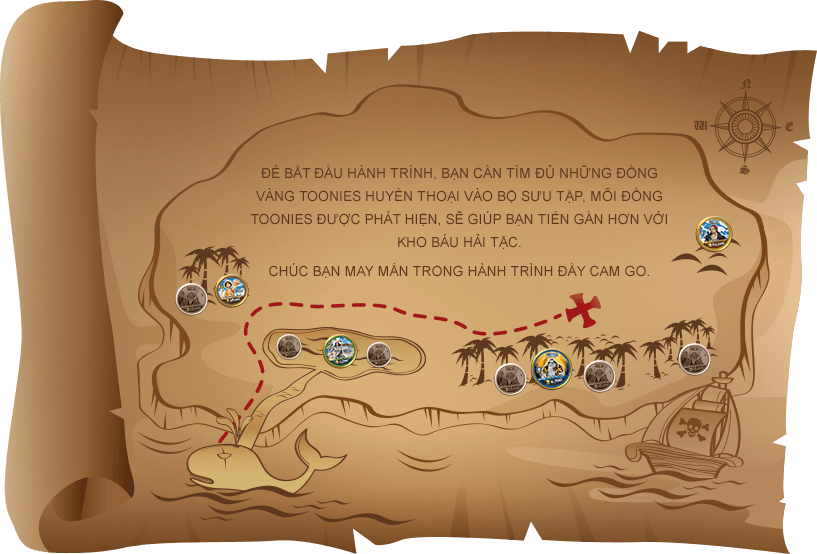 N
W E
S
ĐỂ BẮT ĐẦU HÀNH TRÌNH, BẠN CẦN TÌM ĐỦ NHỮNG ĐỒNG
VÀNG TOONIES HUYỀN THOẠI VÀO BỘ SƯU TẬP, MỖI ĐỒNG
TOONIES ĐƯỢC PHÁT HIỆN, SẼ GIÚP BẠN TIẾN GẦN HƠN VỚI
KHO BÁU HẢI TẶC.
CHÚC BẠN MAY MẮN TRONG HÀNH TRÌNH ĐẦY CAM GO.